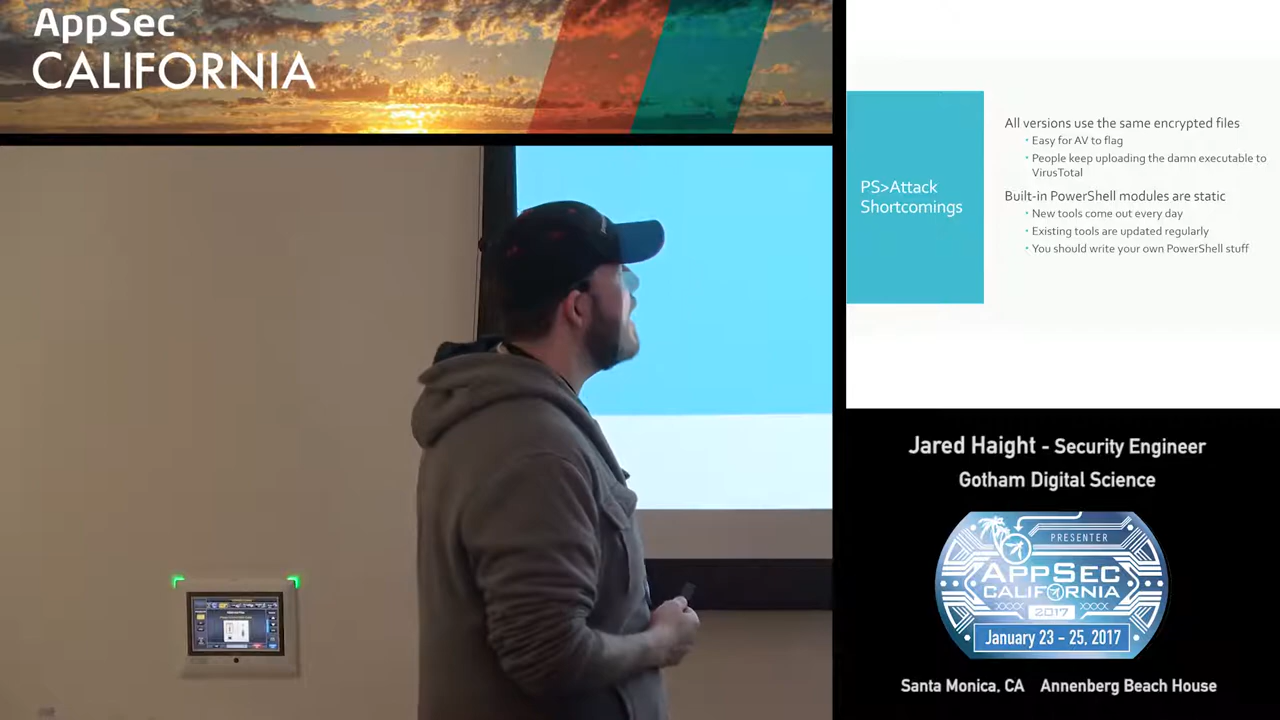 AppSec
CALIFORNIA
PS>Attack
Shortcomings
All versions use the same encrypted files
• Easy for AV to flag
• People keep uploading the damn executable to
VirusTotal
Built-in PowerShell modules are static
• New tools come out every day
• Existing tools are updated regularly
• You should write your own PowerShell stuff
Jared Haight - Security Engineer
Gotham Digital Science
PRESENTER
APPSEC
CALIFORNIA
2017
January 23 - 25, 2017
Santa Monica, CA Annenberg Beach House